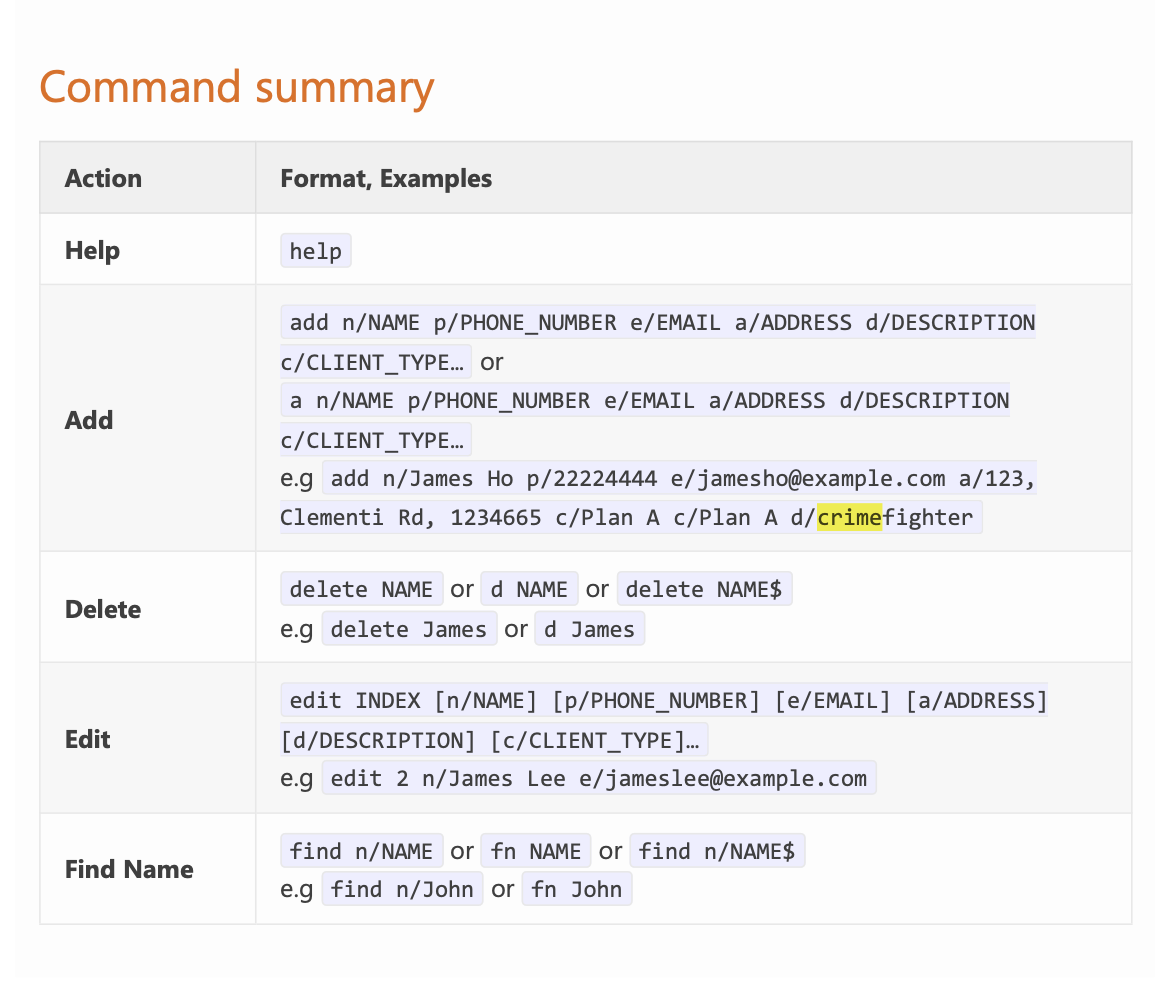 Command summary
Action Format, Examples
Help help
add n/NAME p/PHONE_NUMBER e/EMAIL a/ADDRESS d/DESCRIPTION
c/CLIENT_TYPE… or
a n/NAME p/PHONE_NUMBER e/EMAIL a/ADDRESS d/DESCRIPTION
Add
c/CLIENT_TYPE…
e.g add n/James Ho p/22224444 e/jamesho@example.com a/123,
Clementi Rd, 1234665 c/Plan A c/Plan A d/crimefighter
Delete
delete NAME or d NAME or delete NAME$
e.g delete James or d James
Edit
edit INDEX [n/NAME] [p/PHONE_NUMBER] [e/EMAIL] [a/ADDRESS]
[d/DESCRIPTION] [c/CLIENT_TYPE]…
e.g edit 2 n/James Lee e/jameslee@example.com
Find Name
find n/NAME or fn NAME or find n/NAME$
e.g find n/John or fn John